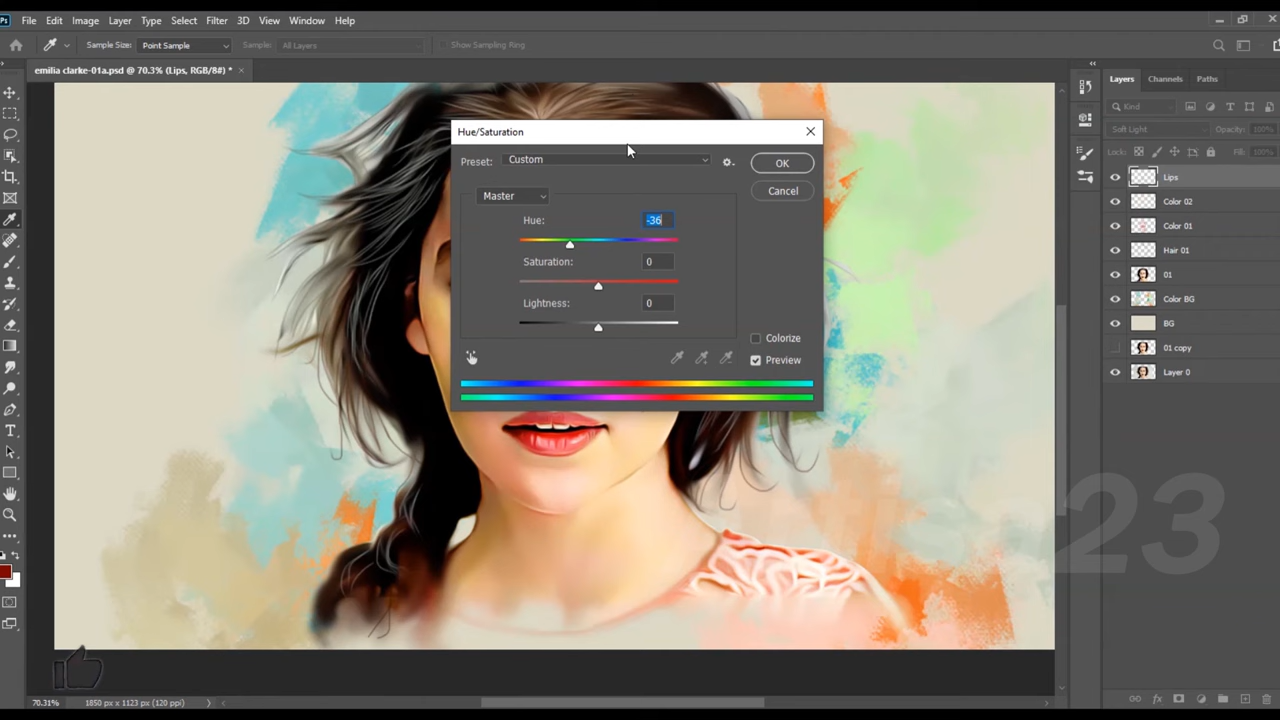 Ps File Edit Image Layer Type Select Filter 3D View Window Help
Sample Size: Point Sample Sample: All Layers Show Sampling Ring
emilia clarke-01a.psd @ 70.3% (Lips, RGB/8#) * ×
Layers Channels Paths
Kind
Soft Light Opacity: 100%
Lock: Fill: 100%
Lips
Color 02
Color 01
Hair 01
01
Color BG
BG
01 copy
Layer 0
fx
Hue/Saturation
Preset: Custom
OK
Cancel
Master
Hue: -36
Saturation: 0
Lightness: 0
Colorize
Preview
23
70.31% 1850 px x 1123 px (120 ppi)